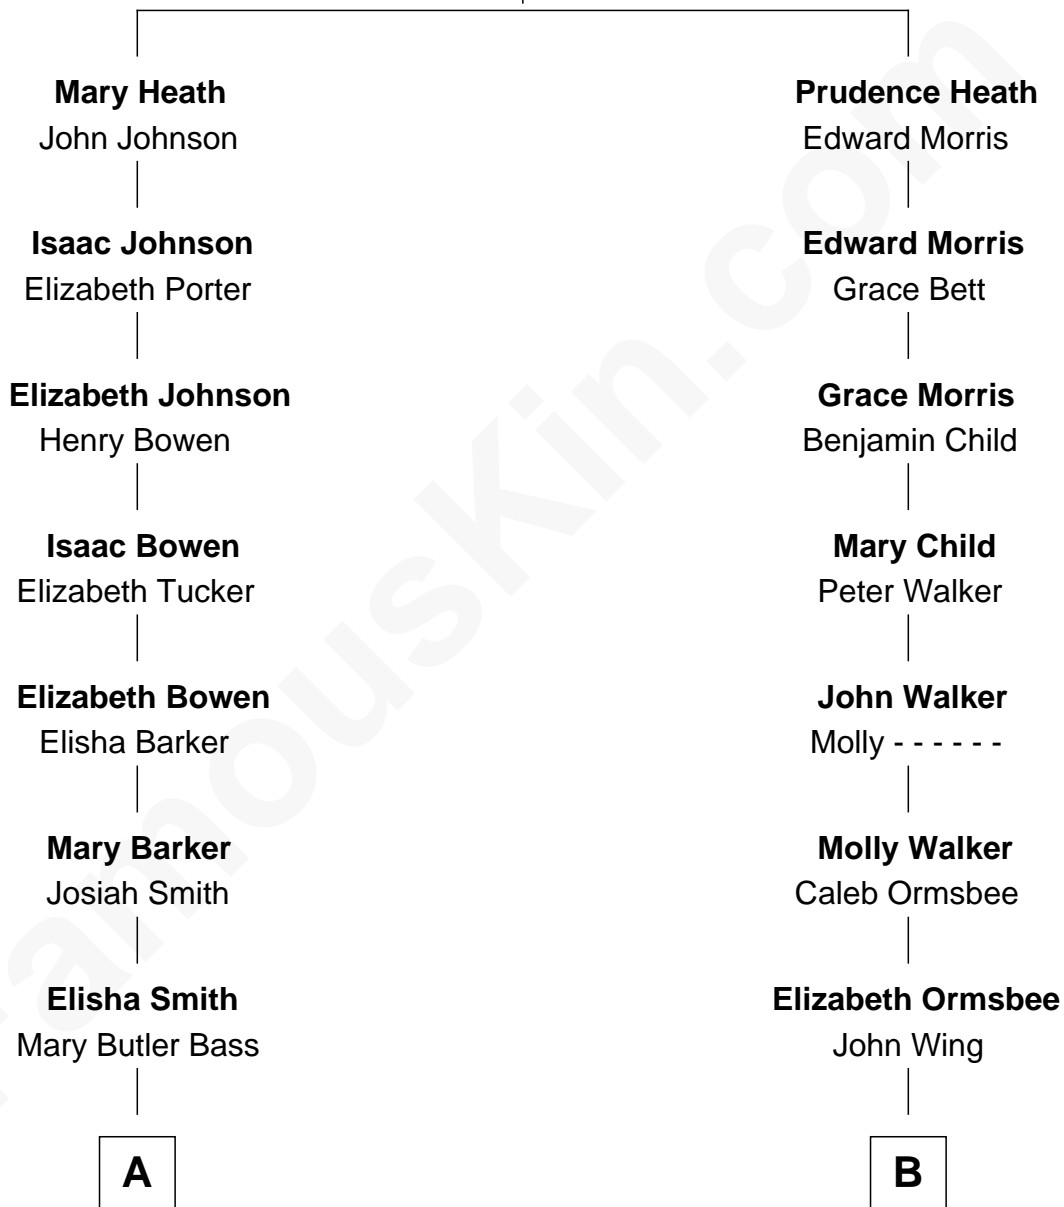 Mary Heath
John Johnson
Prudence Heath
Edward Morris
Isaac Johnson
Elizabeth Porter
Edward Morris
Grace Bett
Elizabeth Johnson
Henry Bowen
Grace Morris
Benjamin Child
Isaac Bowen
Elizabeth Tucker
Mary Child
Peter Walker
Elizabeth Bowen
Elisha Barker
John Walker
Molly - - - - - -
Mary Barker
Josiah Smith
Molly Walker
Caleb Ormsbee
Elisha Smith
Mary Butler Bass
Elizabeth Ormsbee
John Wing
A
B
FamousKin.com